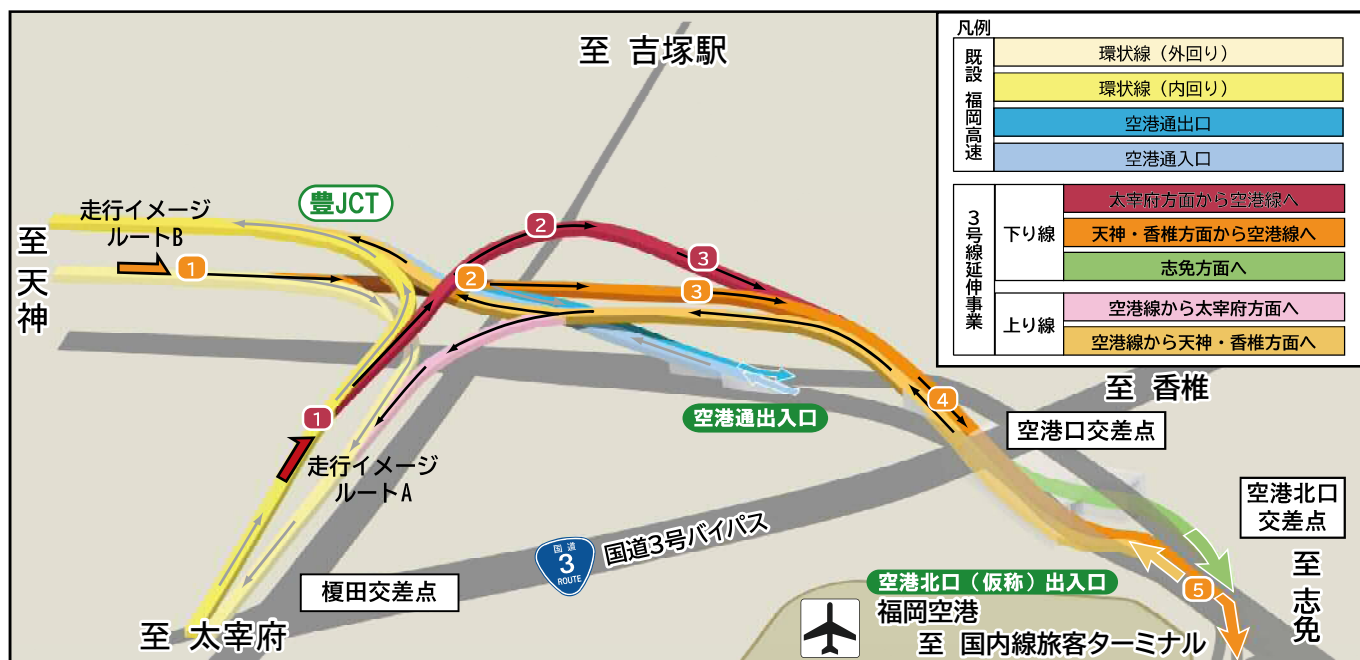 至 吉塚駅
凡例
既設 福岡高速
環状線（外回り）
環状線（内回り）
空港通出口
空港通入口
3号線延伸事業
下り線
太宰府方面から空港線へ
天神・香椎方面から空港線へ
志免方面へ
上り線
空港線から太宰府方面へ
空港線から天神・香椎方面へ
豊JCT
走行イメージ
ルートB
至 天神
1
2
3
2
3
1
4
5
走行イメージ
ルートA
空港通出入口
至 香椎
空港口交差点
空港北口
交差点
至 志免
国道
3
ROUTE
国道3号バイパス
榎田交差点
至 太宰府
空港北口（仮称）出入口
福岡空港
至 国内線旅客ターミナル